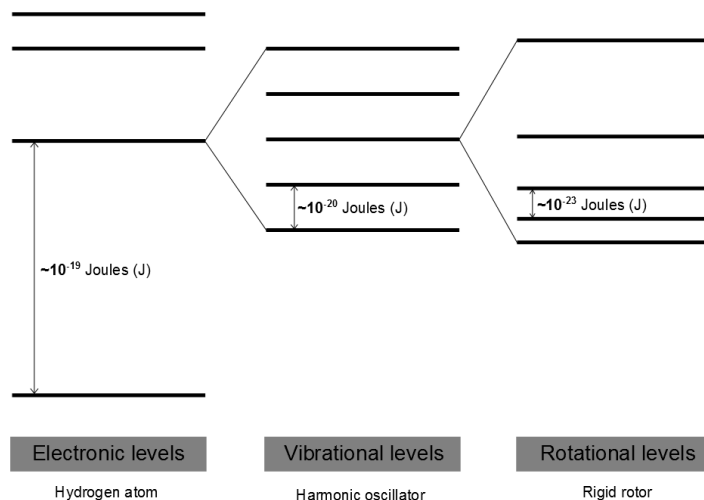 ~10⁻²⁰ Joules (J)
~10⁻²³ Joules (J)
~10⁻¹⁹ Joules (J)
Electronic levels
Vibrational levels
Rotational levels
Hydrogen atom
Harmonic oscillator
Rigid rotor